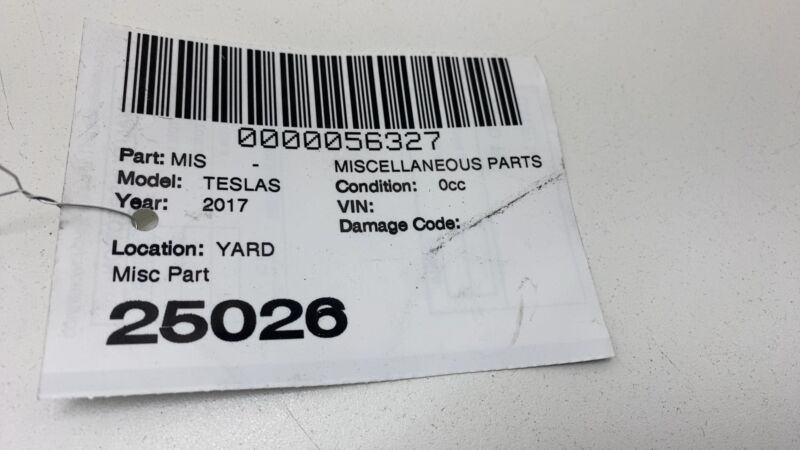 0000056327
Part: MIS - MISCELLANEOUS PARTS
Model: TESLAS Condition: 0cc
Year: 2017 VIN:
Damage Code:
Location: YARD
Misc Part
25026